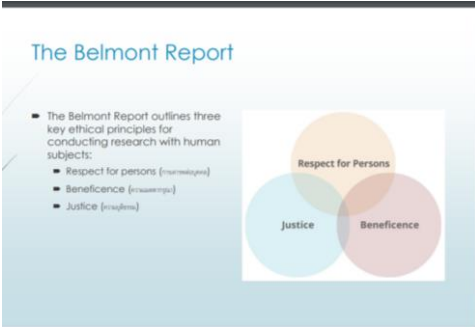 The Belmont Report
The Belmont Report outlines three
key ethical principles for
conducting research with human
subjects:
Respect for persons
Beneficence
Justice
Respect for Persons
Justice
Beneficence